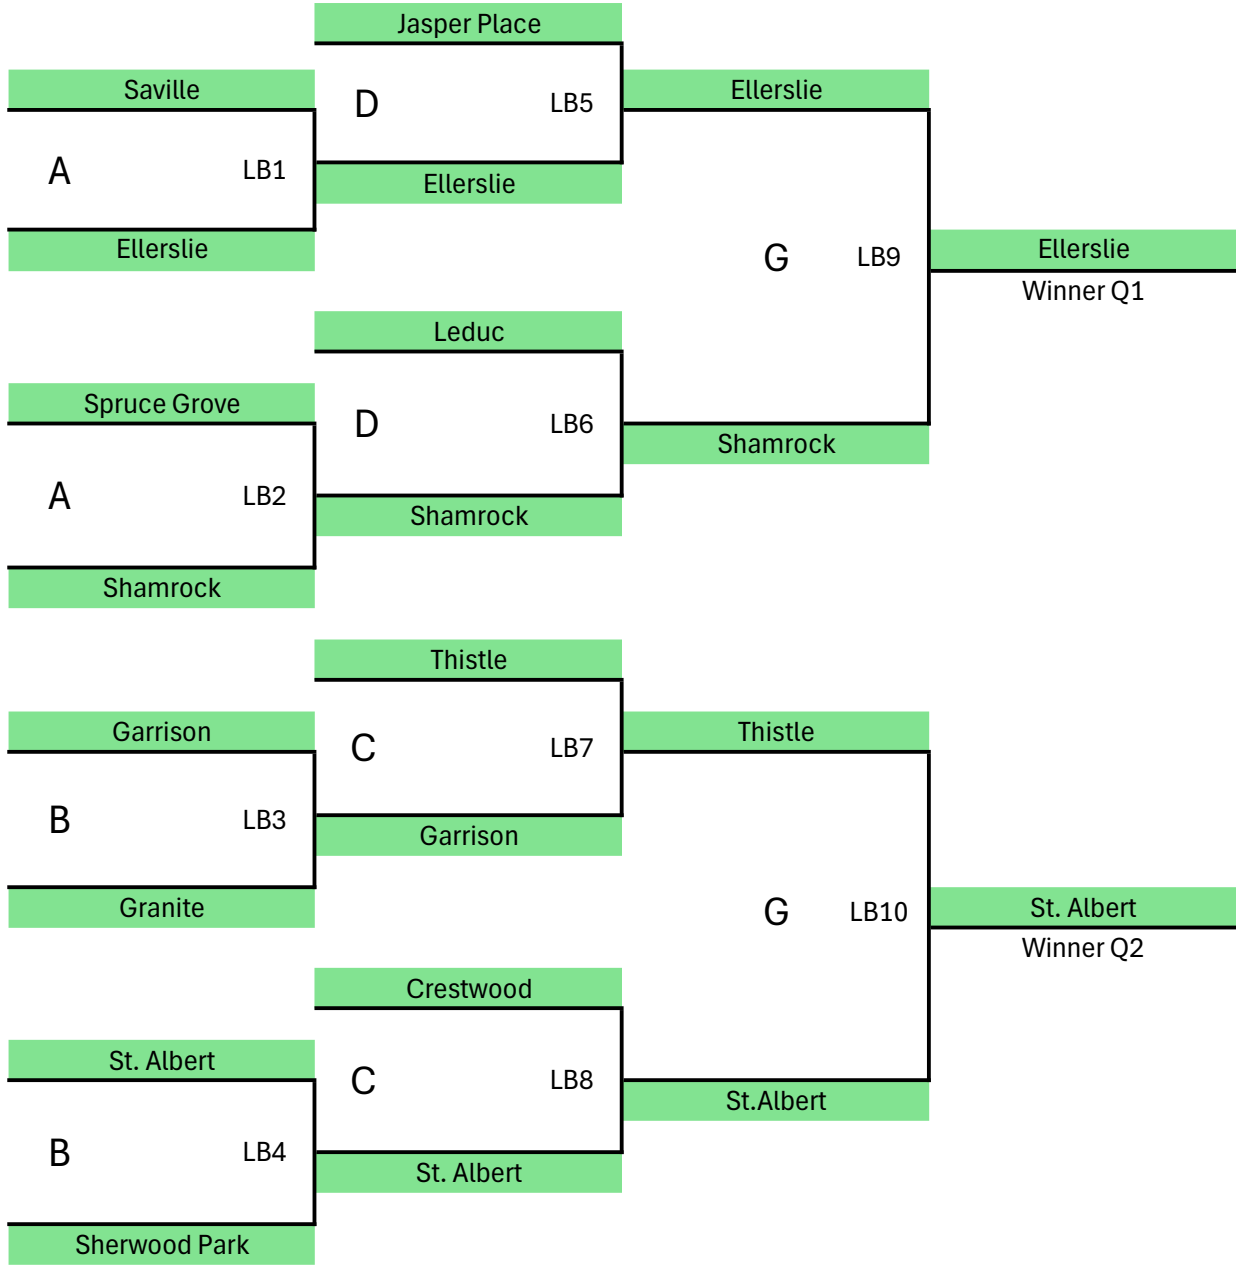 Jasper Place
Saville
D
LB5
Ellerslie
A
LB1
Ellerslie
Ellerslie
G
LB9
Ellerslie
Winner Q1
Leduc
Spruce Grove
D
LB6
Shamrock
A
LB2
Shamrock
Shamrock
Thistle
Garrison
C
LB7
Thistle
B
LB3
Garrison
Granite
G
LB10
St. Albert
Winner Q2
Crestwood
St. Albert
C
LB8
St.Albert
B
LB4
St. Albert
Sherwood Park